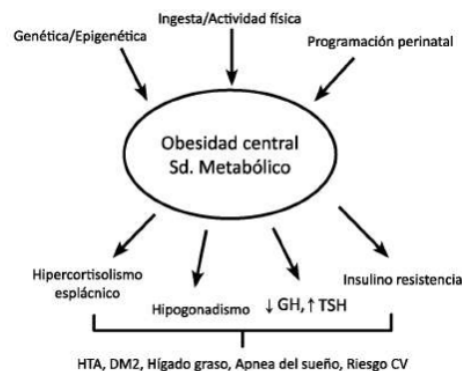 Ingesta/Actividad física
Genética/Epigenética
Programación perinatal
Obesidad central
Sd. Metabólico
Hipercortisolismo
esplácnico
Hipogonadismo
↓ GH, ↑ TSH
Insulino resistencia
HTA, DM2, Hígado graso, Apnea del sueño, Riesgo CV